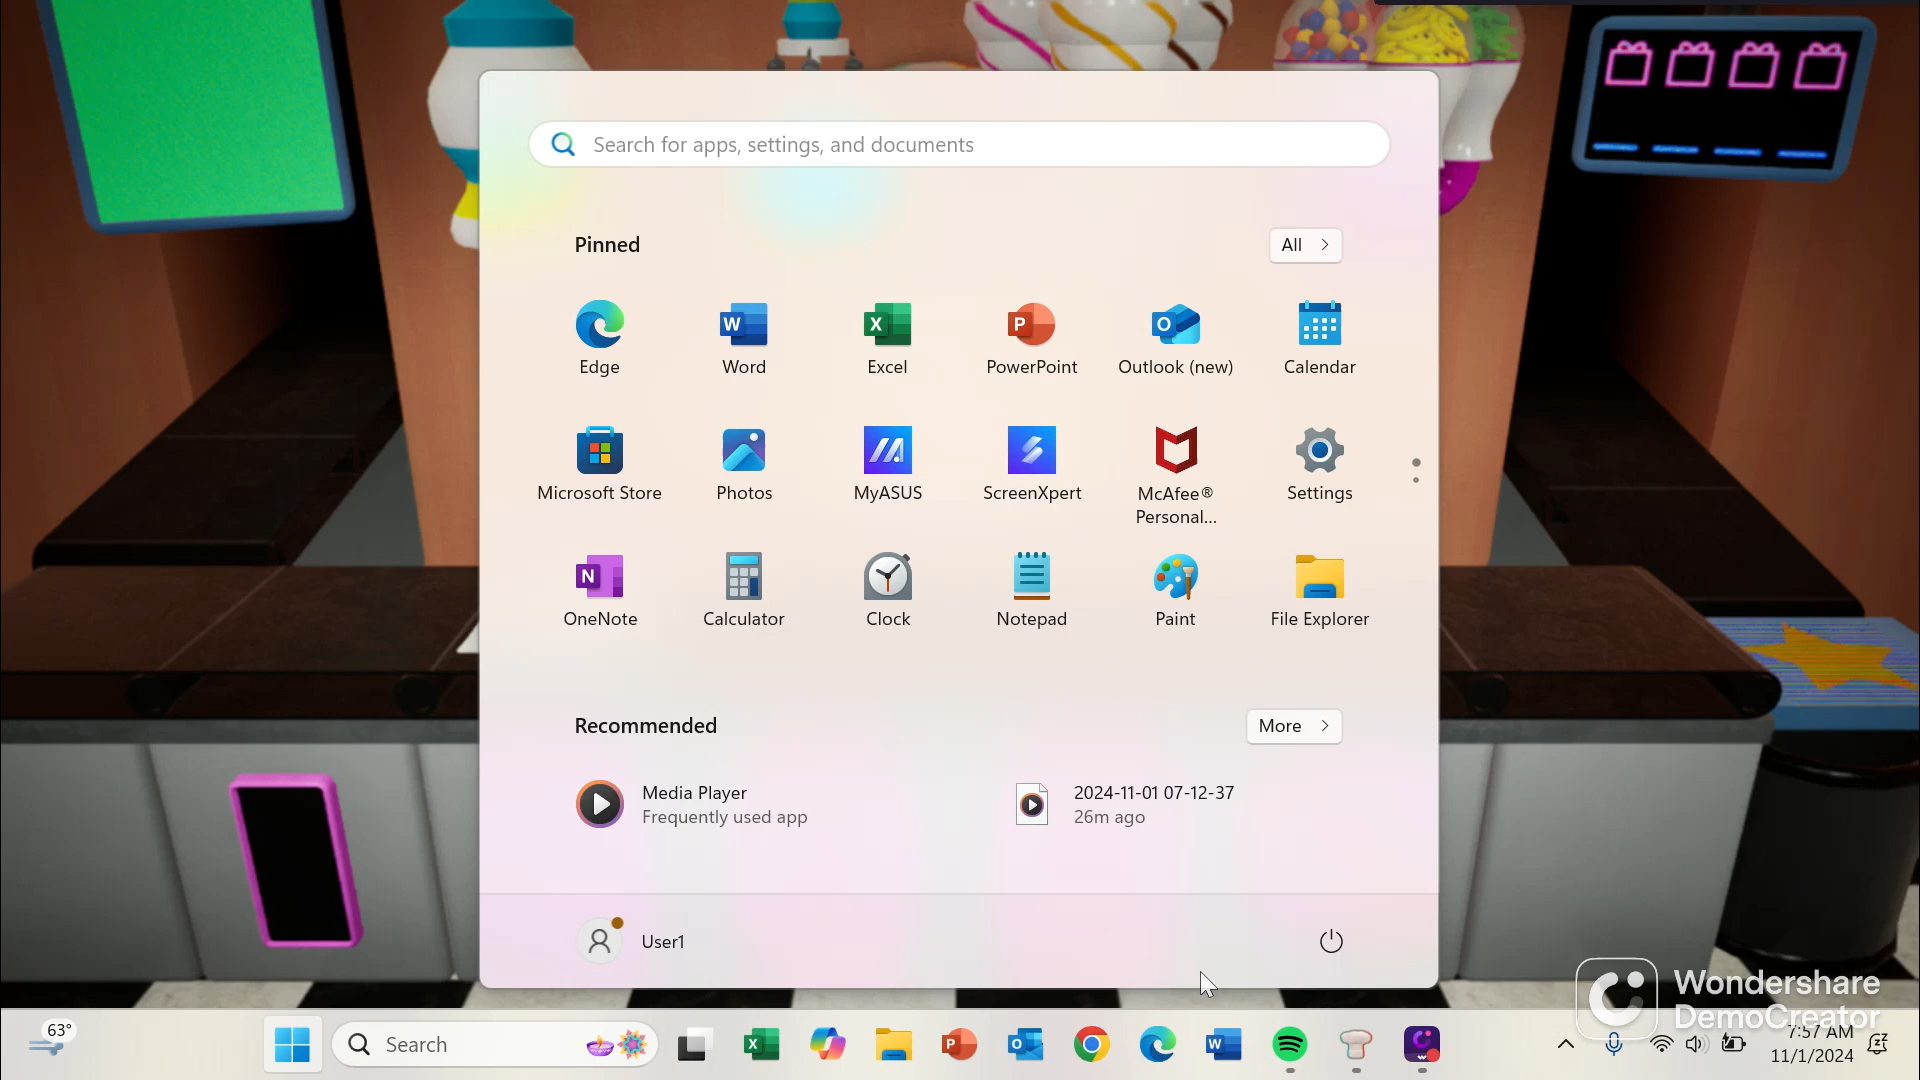 Search for apps, settings, and documents
Pinned
All
Edge
Word
Excel
PowerPoint
Outlook (new)
Calendar
Microsoft Store
Photos
MyASUS
ScreenXpert
McAfee®
Personal...
Settings
OneNote
Calculator
Clock
Notepad
Paint
File Explorer
Recommended
More
Media Player
Frequently used app
2024-11-01 07-12-37
26m ago
User1
Wondershare
DemoCreator
63°
Search
7:57 AM
11/1/2024